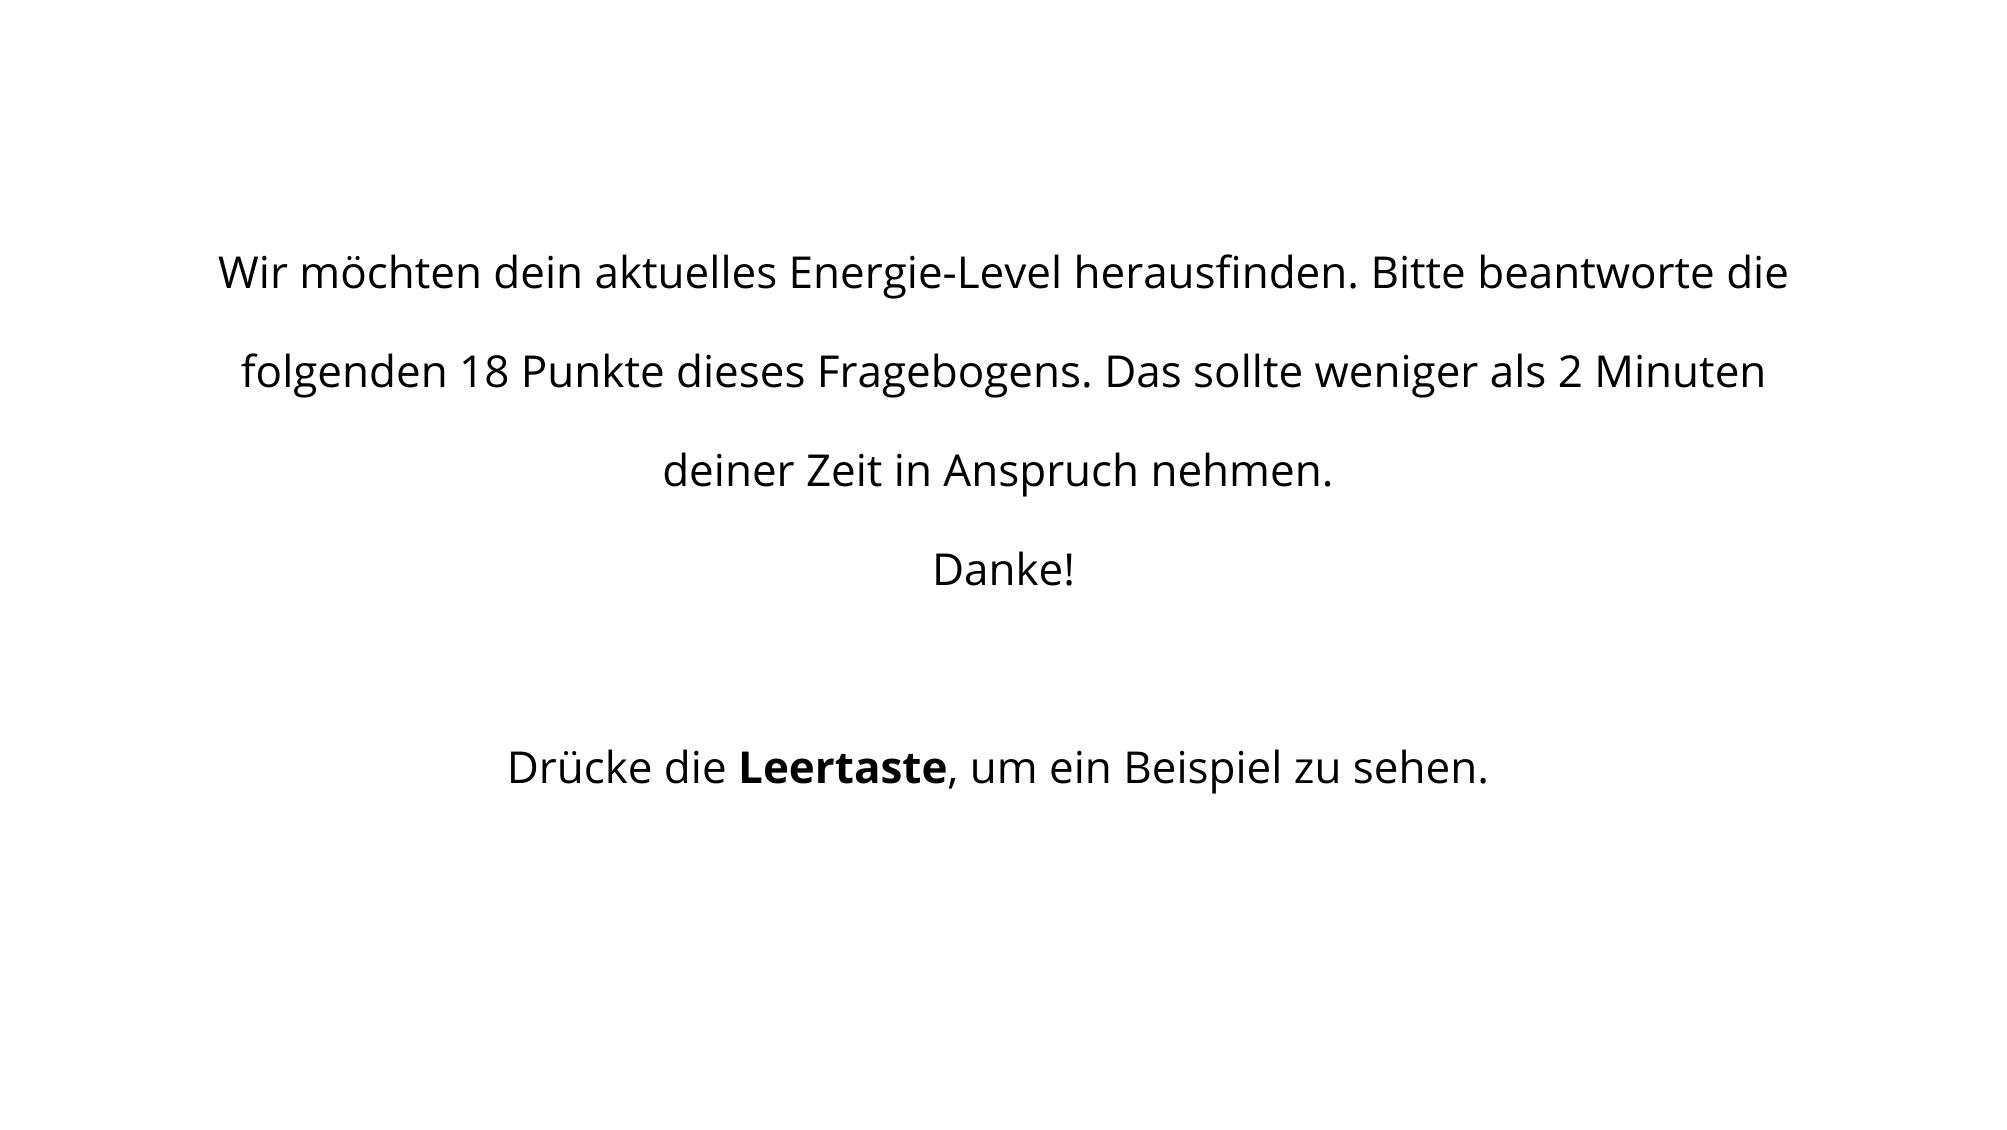 Wir möchten dein aktuelles Energie-Level herausfinden. Bitte beantworte die
folgenden 18 Punkte dieses Fragebogens. Das sollte weniger als 2 Minuten
deiner Zeit in Anspruch nehmen.
Danke!
Drücke die Leertaste, um ein Beispiel zu sehen.